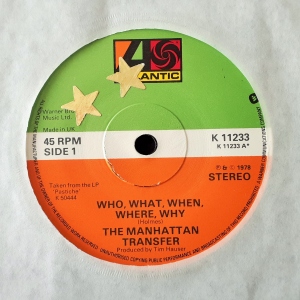 ATLANTIC
Warner Bros
Music Ltd.
Made in UK
45 RPM
SIDE 1
K 11233
K 11233 A*
℗ & © 1978
STEREO
Taken from the LP
'Pastiche'
K 50444
WHO, WHAT, WHEN,
WHERE, WHY
(Holmes)
THE MANHATTAN
TRANSFER
Produced by Tim Hauser